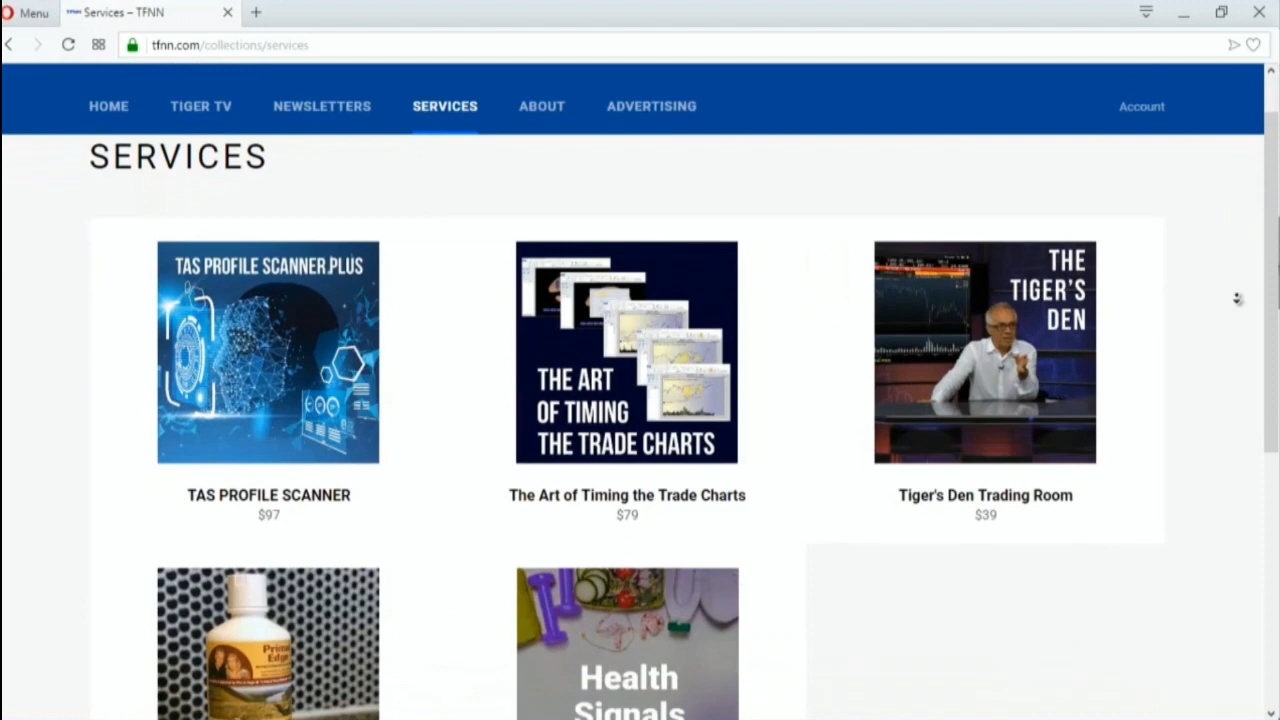 Menu
Services – TFNN
tfnn.com/collections/services
HOME TIGER TV NEWSLETTERS SERVICES ABOUT ADVERTISING Account
SERVICES
TAS PROFILE SCANNER PLUS
THE ART
OF TIMING
THE TRADE CHARTS
THE
TIGER'S
DEN
TAS PROFILE SCANNER
$97
The Art of Timing the Trade Charts
$79
Tiger's Den Trading Room
$39
Health
Signals